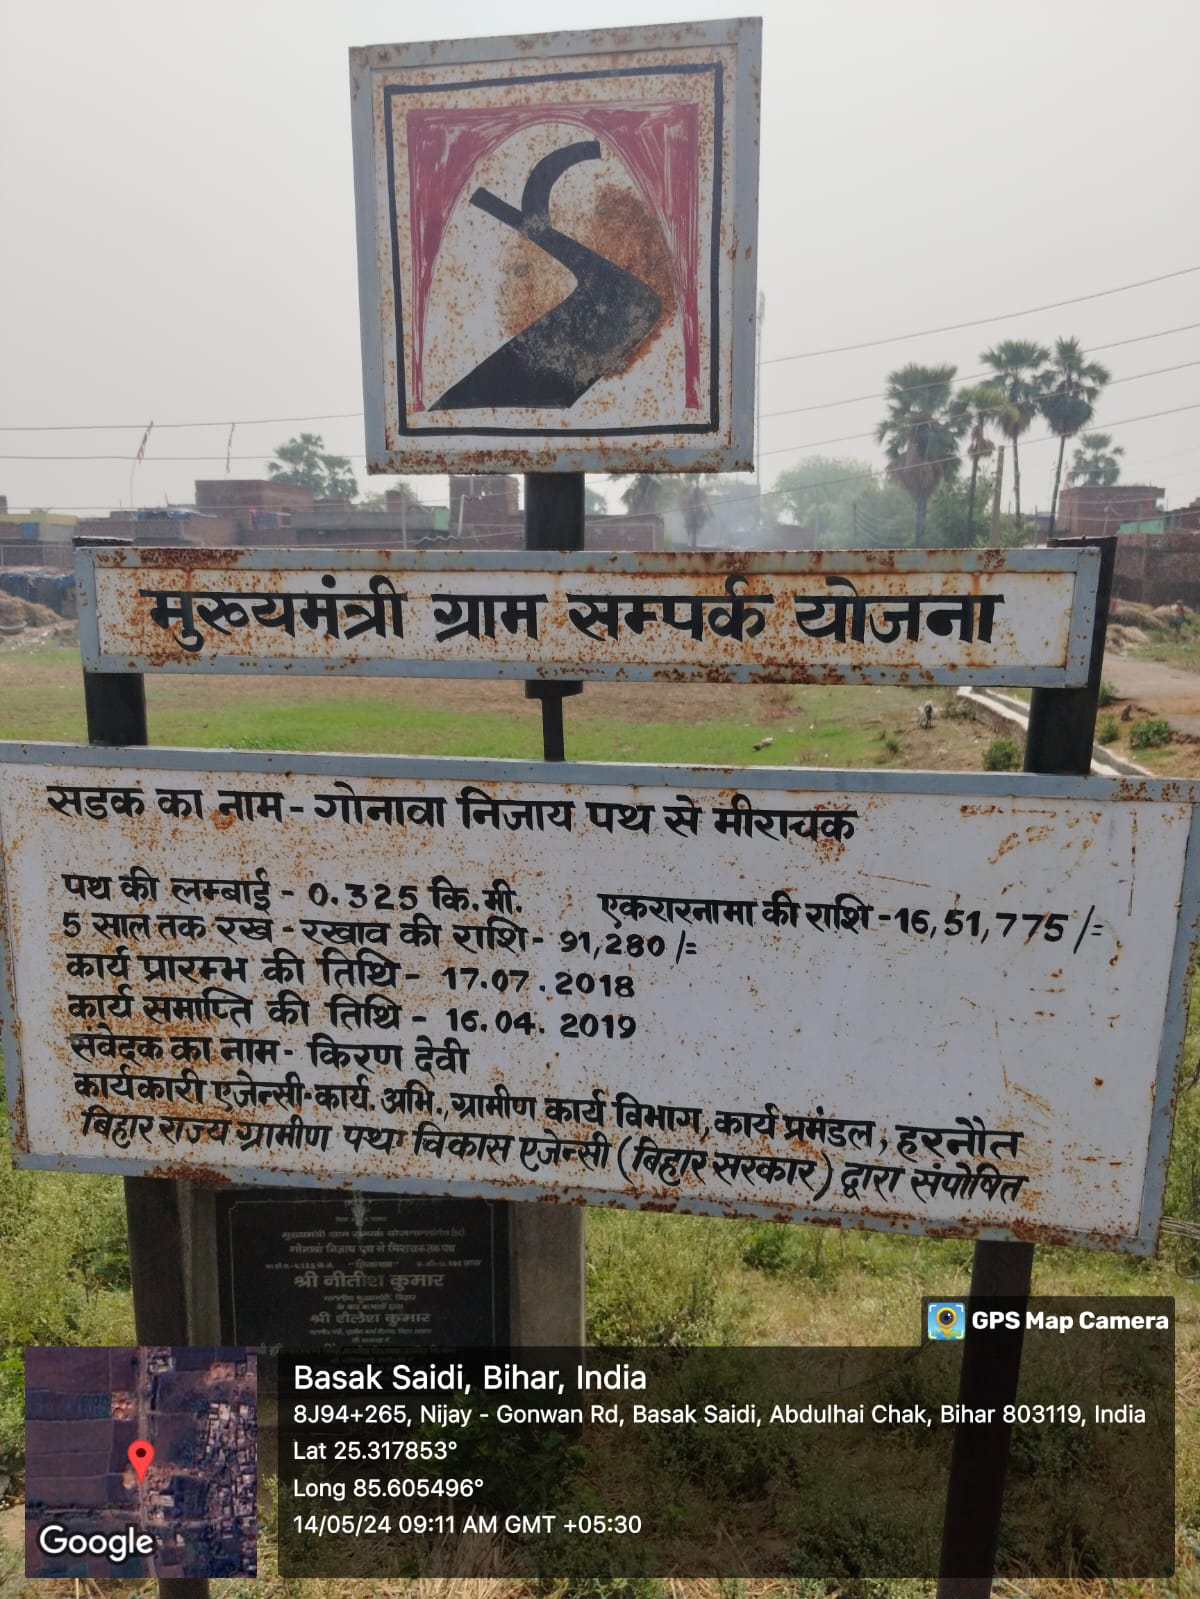 मुख्यमंत्री ग्राम सम्पर्क योजना
सडक का नाम - गोनावा निजाय पथ से मीराचक
पथ की लम्बाई - 0.325 कि.मी. एकरारनामा की राशि - 16,51,775/=
5 साल तक रख - रखाव की राशि - 91,280/=
कार्य प्रारम्भ की तिथि - 17.07.2018
कार्य समाप्ति की तिथि - 16.04.2019
संवेदक का नाम - किरण देवी
कार्यकारी एजेन्सी-कार्य. अभि., ग्रामीण कार्य विभाग, कार्य प्रमंडल, हरनौत
बिहार राज्य ग्रामीण पथ विकास एजेन्सी (बिहार सरकार) द्वारा संपोषित
श्री नीतीश कुमार
माननीय मुख्यमंत्री, बिहार
के कर कमलों द्वारा
श्री शैलेश कुमार
GPS Map Camera
Basak Saidi, Bihar, India
8J94+265, Nijay - Gonwan Rd, Basak Saidi, Abdulhai Chak, Bihar 803119, India
Lat 25.317853°
Long 85.605496°
14/05/24 09:11 AM GMT +05:30
Google